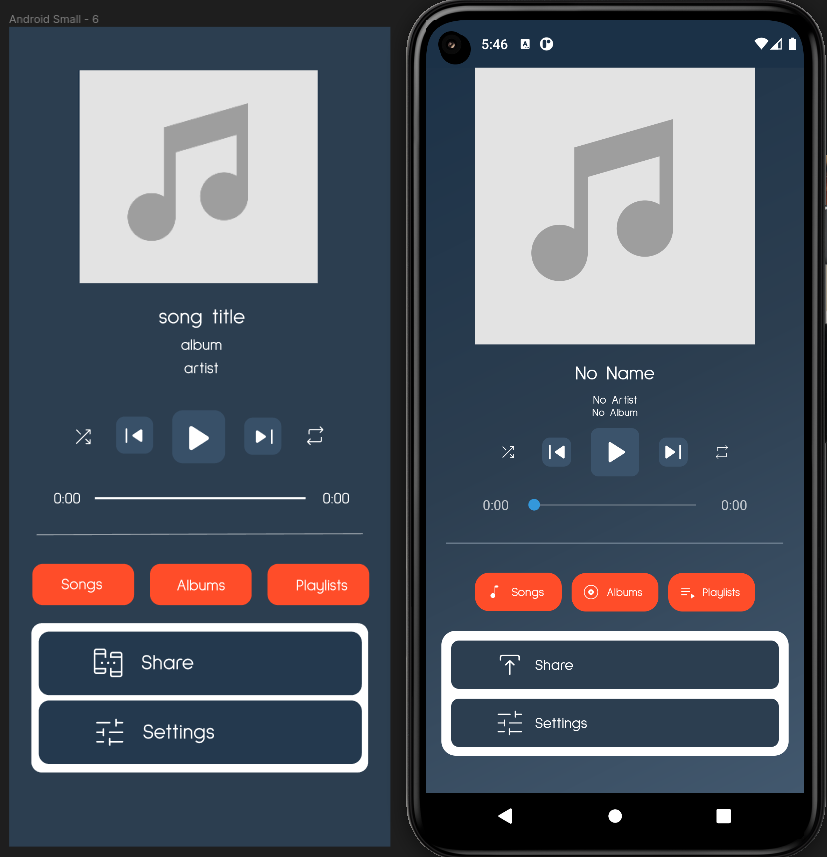 Android Small - 6
song title
album
artist
0:00 0:00
Songs Albums Playlists
Share
Settings
5:46
No Name
No Artist
No Album
0:00 0:00
Songs Albums Playlists
Share
Settings